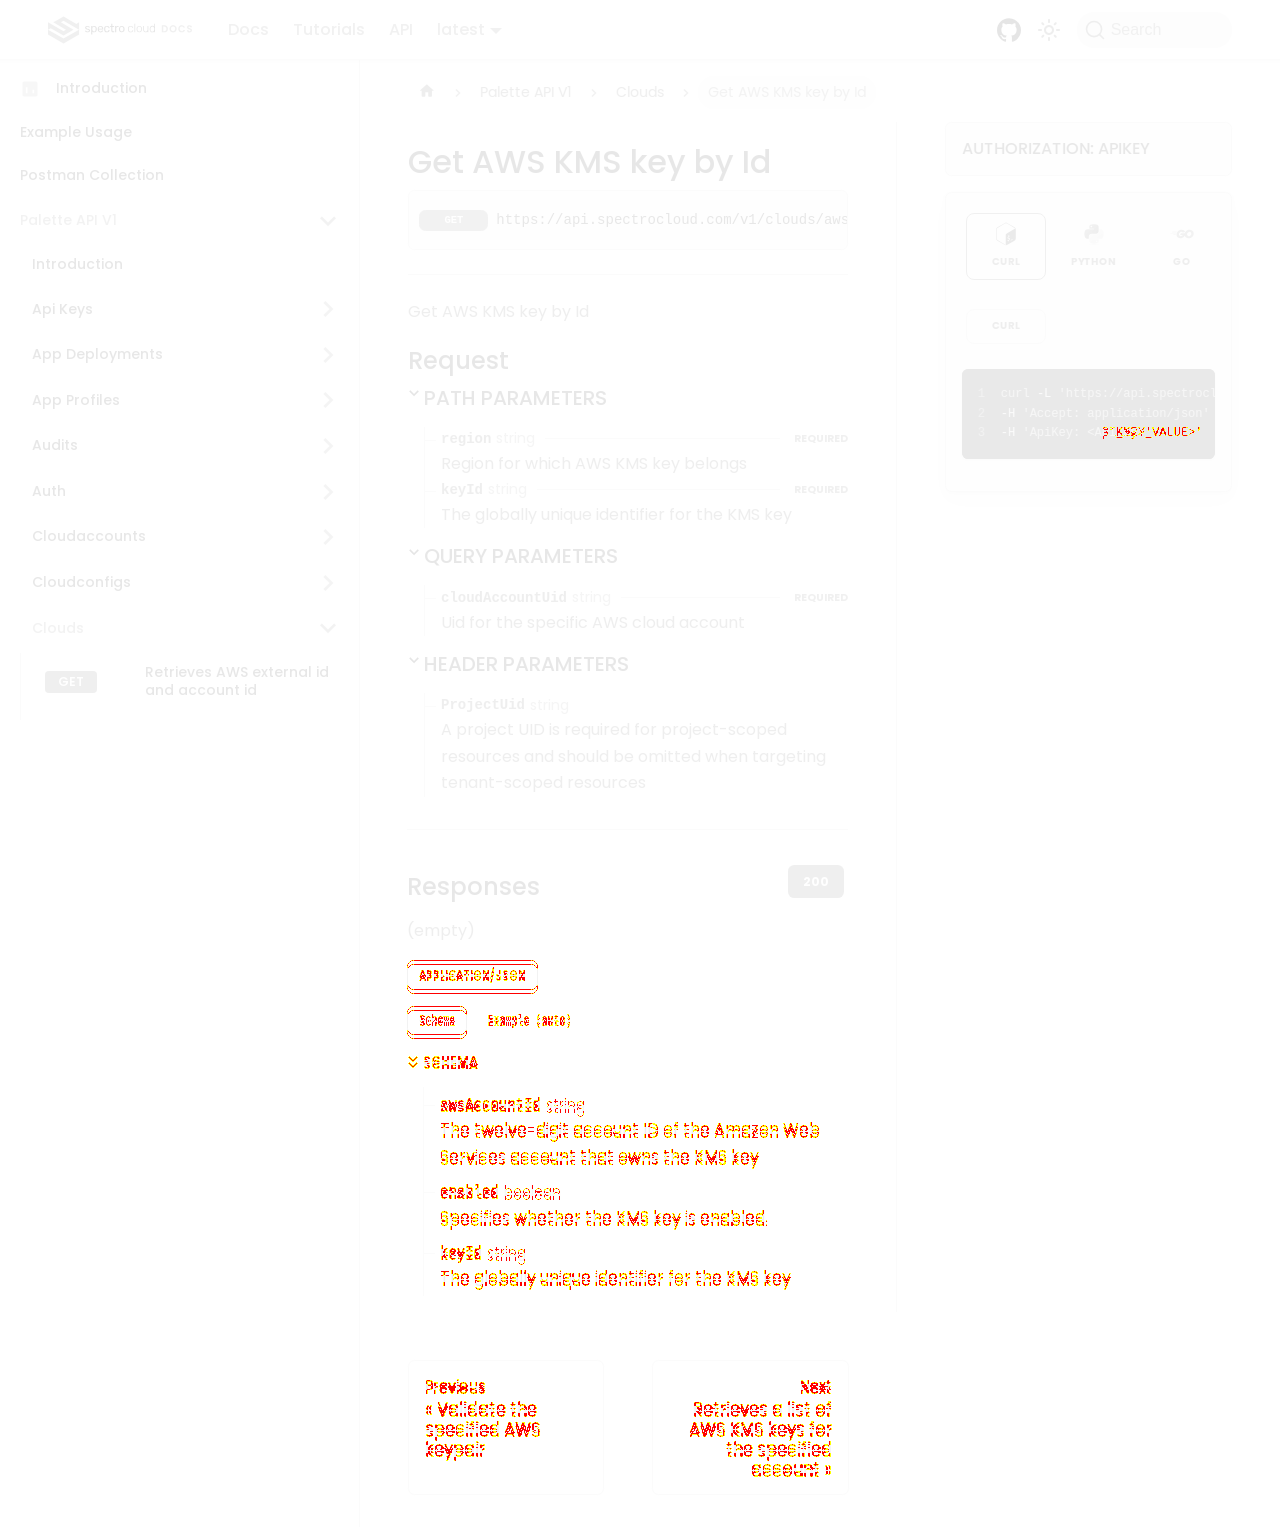 spectro cloud DOCS
Docs Tutorials API latest
Search
Introduction
Example Usage
Postman Collection
Palette API V1
Introduction
Api Keys
App Deployments
App Profiles
Audits
Auth
Cloudaccounts
Cloudconfigs
Clouds
GET Retrieves AWS external id
and account id
Palette API V1 › Clouds › Get AWS KMS key by Id
Get AWS KMS key by Id
GET https://api.spectrocloud.com/v1/clouds/aws
Get AWS KMS key by Id
Request
PATH PARAMETERS
region string REQUIRED
Region for which AWS KMS key belongs
keyId string REQUIRED
The globally unique identifier for the KMS key
QUERY PARAMETERS
cloudAccountUid string REQUIRED
Uid for the specific AWS cloud account
HEADER PARAMETERS
ProjectUid string
A project UID is required for project-scoped
resources and should be omitted when targeting
tenant-scoped resources
Responses
200
(empty)
APPLICATION/JSON
Schema Example (auto)
SCHEMA
awsAccountId string
The twelve-digit account ID of the Amazon Web
Services account that owns the KMS key
enabled boolean
Specifies whether the KMS key is enabled.
keyId string
The globally unique identifier for the KMS key
Previous
« Validate the
specified AWS
keypair
Next
Retrieves a list of
AWS KMS keys for
the specified
account »
AUTHORIZATION: APIKEY
CURL PYTHON GO
CURL
1 curl -L 'https://api.spectrocl
2 -H 'Accept: application/json'
3 -H 'ApiKey: VALUE>'